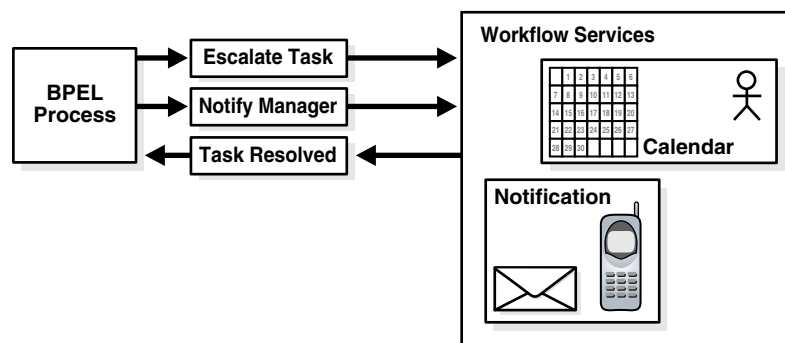 BPEL
Process
Escalate Task
Notify Manager
Task Resolved
Workflow Services
1 2 3 4 5 6
7 8 9 10 11 12 13
14 15 16 17 18 19 20
21 22 23 24 25 26 27
28 29 30
Calendar
Notification